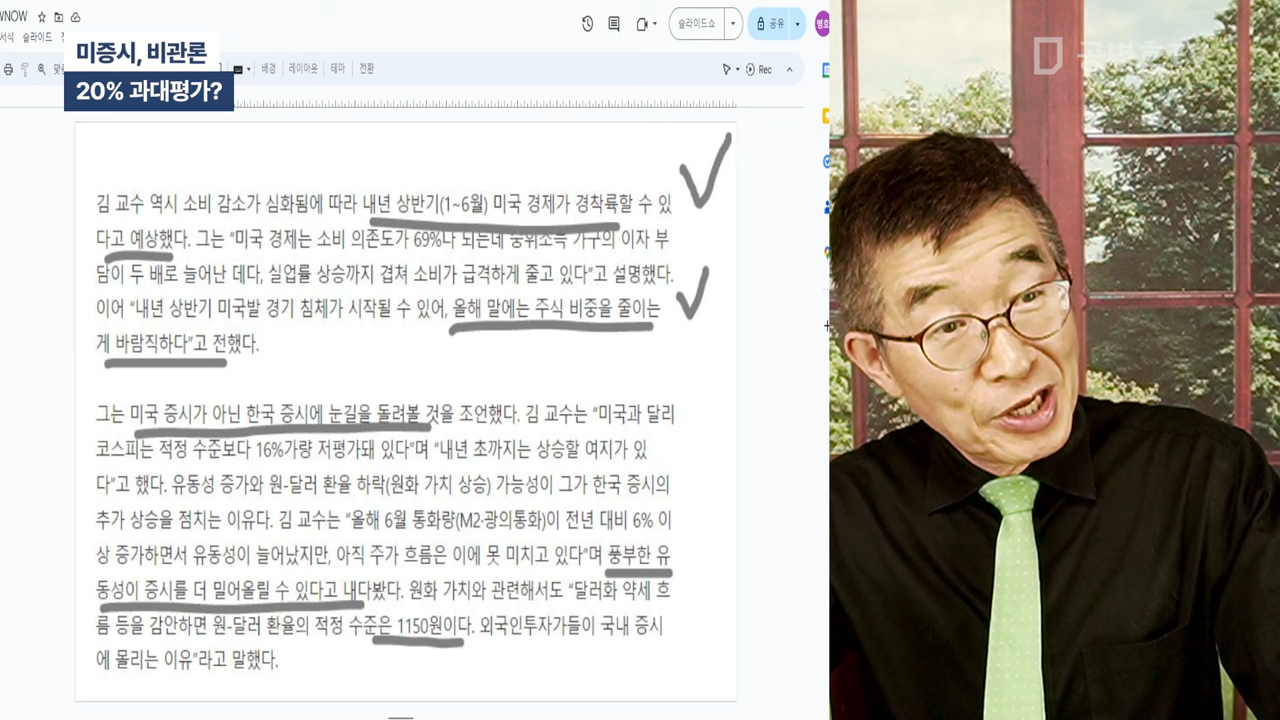 WNOW
서식 슬라이드
슬라이드쇼
공유
병호
배경 레이아웃 테마 전환
Rec
미증시, 비관론
20% 과대평가?
공병호TV
김 교수 역시 소비 감소가 심화됨에 따라 내년 상반기(1~6월) 미국 경제가 경착륙할 수 있
다고 예상했다. 그는 “미국 경제는 소비 의존도가 69%나 되는데 중위소득 가구의 이자 부
담이 두 배로 늘어난 데다, 실업률 상승까지 겹쳐 소비가 급격하게 줄고 있다”고 설명했다.
이어 “내년 상반기 미국발 경기 침체가 시작될 수 있어, 올해 말에는 주식 비중을 줄이는
게 바람직하다”고 전했다.
그는 미국 증시가 아닌 한국 증시에 눈길을 돌려볼 것을 조언했다. 김 교수는 “미국과 달리
코스피는 적정 수준보다 16%가량 저평가돼 있다”며 “내년 초까지는 상승할 여지가 있
다”고 했다. 유동성 증가와 원-달러 환율 하락(원화 가치 상승) 가능성이 그가 한국 증시의
추가 상승을 점치는 이유다. 김 교수는 “올해 6월 통화량(M2·광의통화)이 전년 대비 6% 이
상 증가하면서 유동성이 늘어났지만, 아직 주가 흐름은 이에 못 미치고 있다”며 풍부한 유
동성이 증시를 더 밀어올릴 수 있다고 내다봤다. 원화 가치와 관련해서도 “달러화 약세 흐
름 등을 감안하면 원-달러 환율의 적정 수준은 1150원이다. 외국인투자가들이 국내 증시
에 몰리는 이유”라고 말했다.